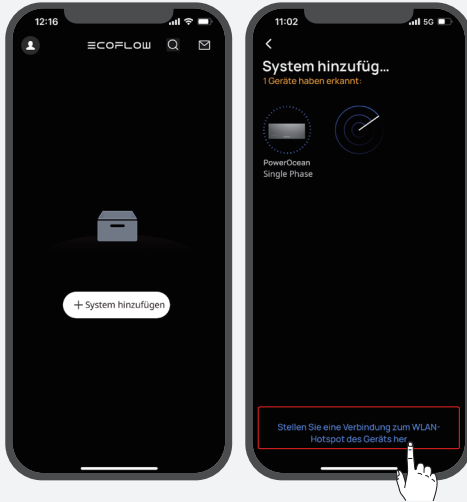 12:16
ECOFLOW
+ System hinzufügen
11:02
5G
System hinzufüg...
1 Geräte haben erkannt:
PowerOcean
Single Phase
Stellen Sie eine Verbindung zum WLAN-
Hotspot des Geräts her